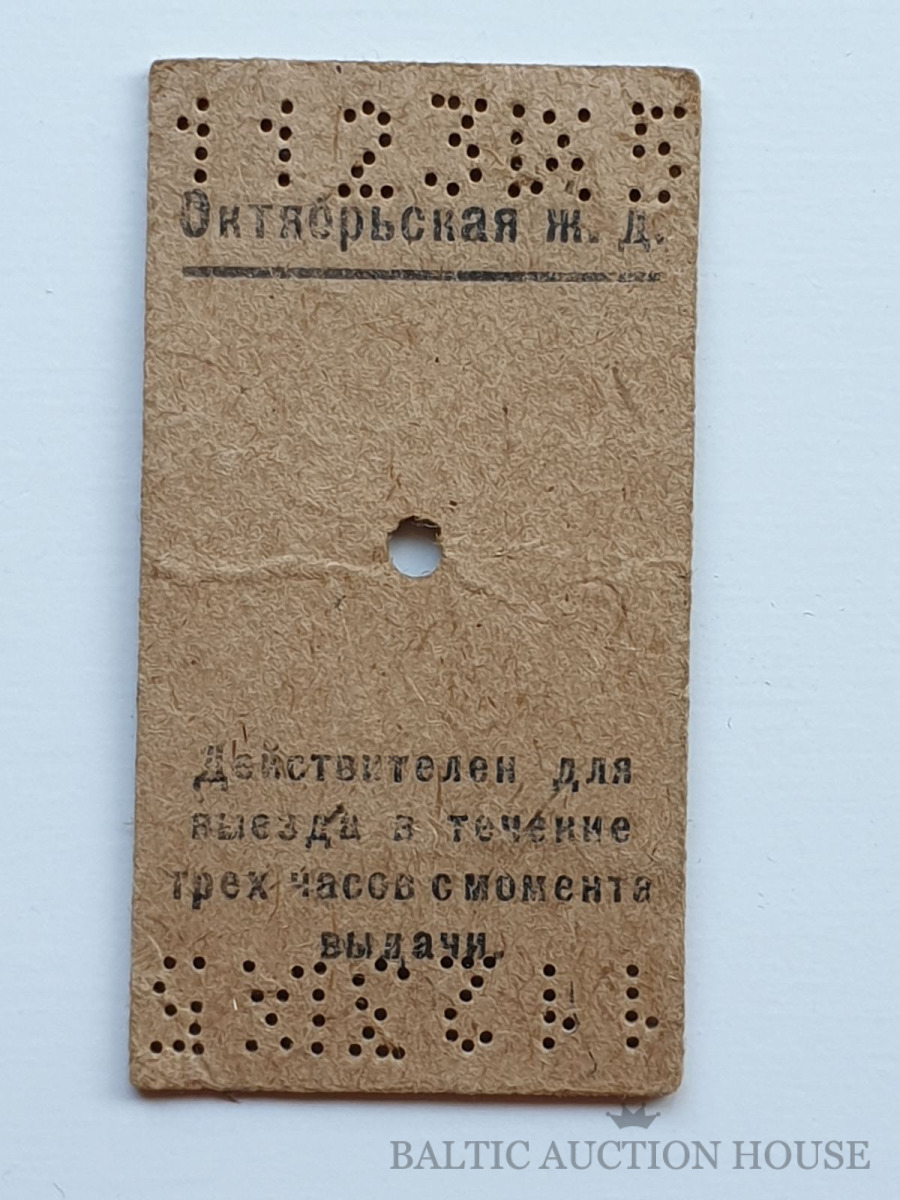 Октябрьская ж. д.
Действителен для
выезда в течение
трех часов с момента
выдачи.
BALTIC AUCTION HOUSE